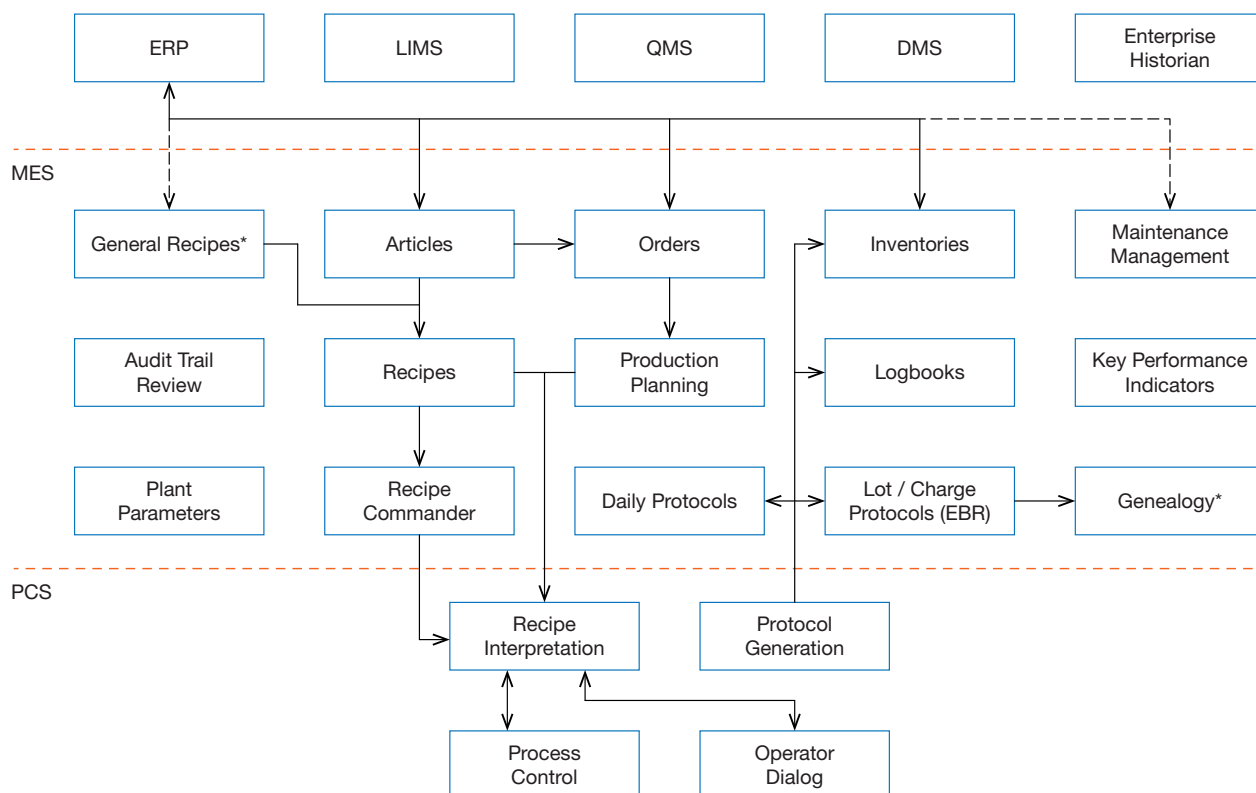 ERP
LIMS
QMS
DMS
Enterprise
Historian
MES
General Recipes*
Articles
Orders
Inventories
Maintenance
Management
Audit Trail
Review
Recipes
Production
Planning
Logbooks
Key Performance
Indicators
Plant
Parameters
Recipe
Commander
Daily Protocols
Lot / Charge
Protocols (EBR)
Genealogy*
PCS
Recipe
Interpretation
Protocol
Generation
Process
Control
Operator
Dialog